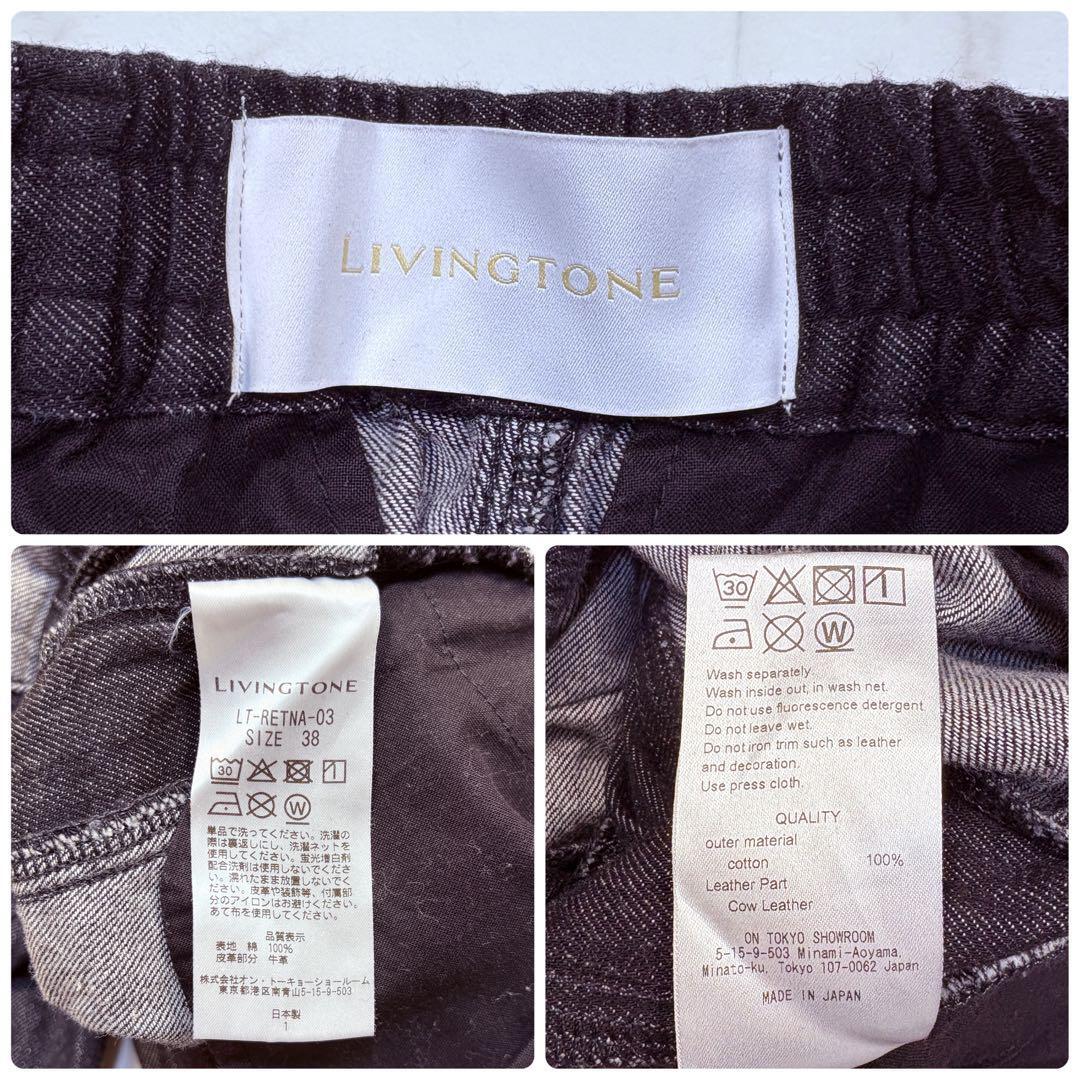 LIVINGTONE
LIVINGTONE
LT-RETNA-03
SIZE 38
30
1
W
単品で洗ってください。洗濯の
際は裏返しにし、洗濯ネットを
使用してください。蛍光増白剤
配合洗剤は使用しないでくださ
い。濡れたまま放置しないでく
ださい。皮革や装飾等、付属部
分のアイロンはお避けください。
あて布を使用してください。
品質表示
表地 綿 100%
皮革部分 牛革
株式会社オン・トーキョーショールーム
東京都港区南青山5-15-9-503
日本製
1
30
1
W
Wash separately.
Wash inside out, in wash net.
Do not use fluorescence detergent
Do not leave wet.
Do not iron trim such as leather
and decoration.
Use press cloth.
QUALITY
outer material
cotton 100%
Leather Part
Cow Leather
ON TOKYO SHOWROOM
5-15-9-503 Minami-Aoyama,
Minato-ku, Tokyo 107-0062 Japan
MADE IN JAPAN